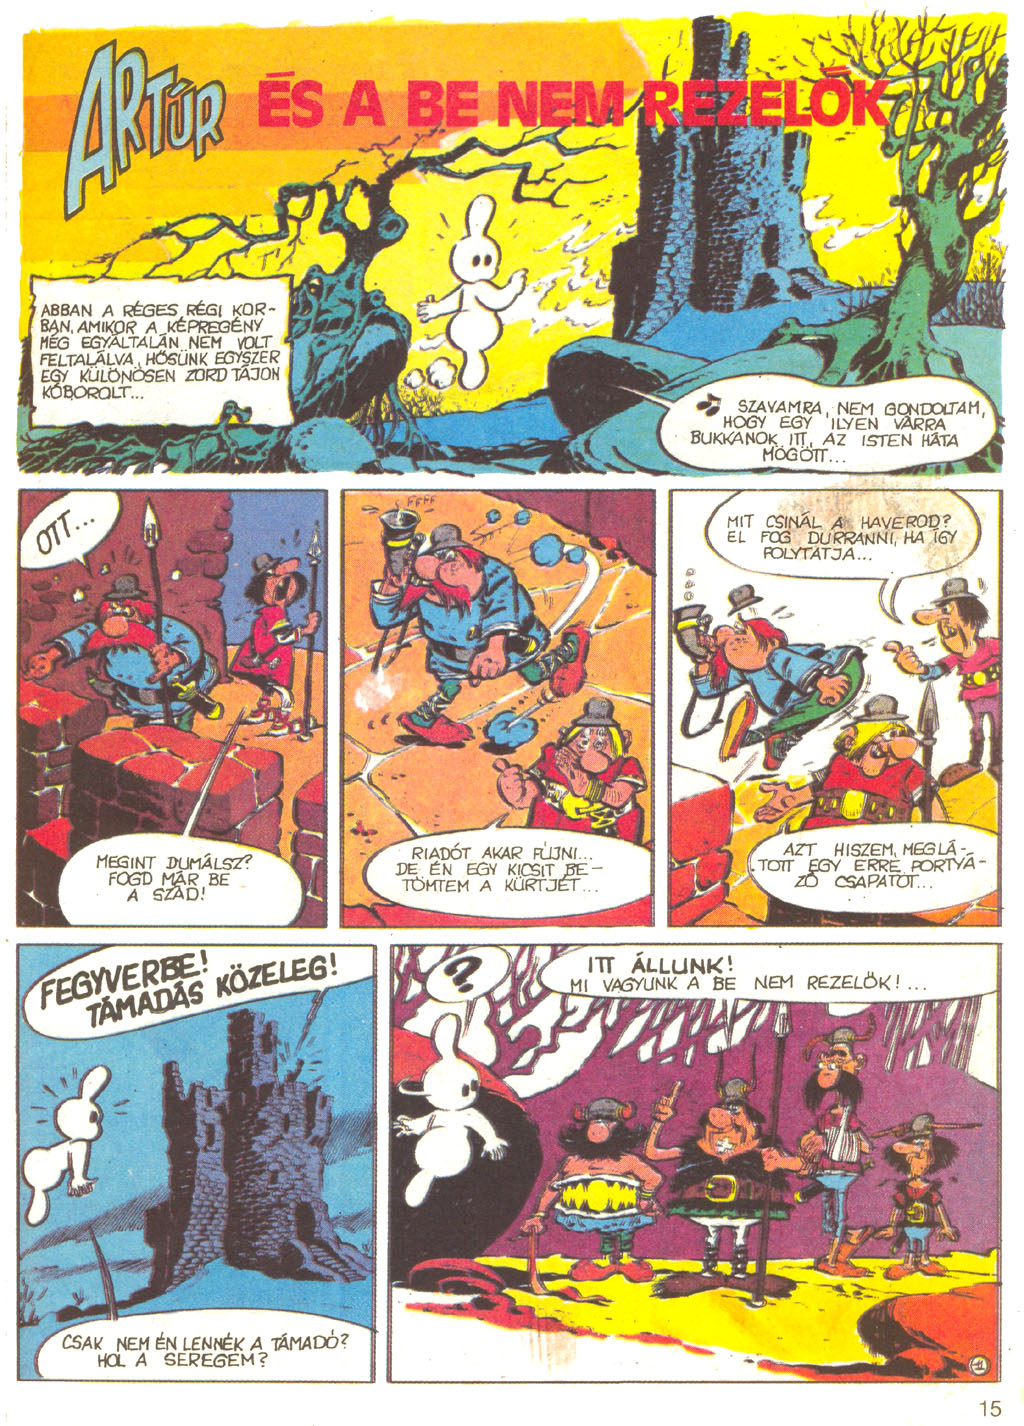 ARTÚR
ÉS A BE NEM REZELŐK
ABBAN A RÉGES RÉGI KOR-
BAN, AMIKOR A KÉPREGÉNY
MÉG EGYÁLTALÁN NEM VOLT
FELTALÁLVA, HŐSÜNK EGYSZER
EGY KÜLÖNÖSEN ZORD TÁJON
KÓBOROLT...
SZAVAMRA, NEM GONDOLTAM,
HOGY EGY ILYEN VÁRRA
BUKKANOK ITT, AZ ISTEN HÁTA
MÖGÖTT...
OTT...
MEGINT DUMÁLSZ?
FOGD MÁR BE
A SZÁD!
FFFF
RIADÓT AKAR FÚJNI...
DE ÉN EGY KICSIT BE-
TÖMTEM A KÜRTJÉT...
MIT CSINÁL A HAVEROD?
EL FOG DURRANNI, HA ÍGY
FOLYTATJA...
AZT HISZEM, MEGLÁ-
TOTT EGY ERRE PORTYÁ-
ZÓ CSAPATOT...
FEGYVERBE!
TÁMADÁS KÖZELEG!
CSAK NEM ÉN LENNÉK A TÁMADÓ?
HOL A SEREGEM?
?
ITT ÁLLUNK!
MI VAGYUNK A BE NEM REZELŐK!...
1
15